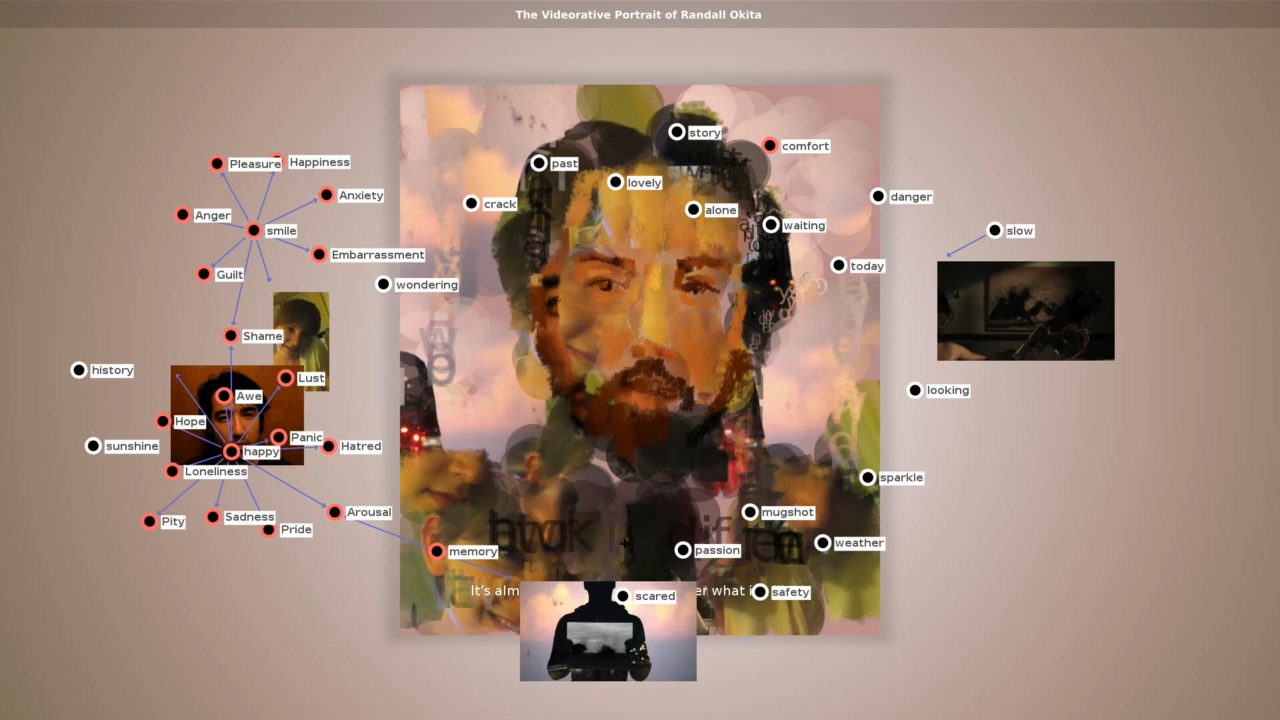 The Videorative Portrait of Randall Okita
story
comfort
past
Pleasure
Happiness
lovely
Anxiety
danger
crack
alone
Anger
waiting
smile
slow
Embarrassment
today
Guilt
wondering
Shame
history
Lust
looking
Awe
Hope
Panic
sunshine
happy
Hatred
Loneliness
sparkle
Arousal
mugshot
Sadness
Pity
Pride
weather
memory
passion
It's alm
er what i
safety
scared